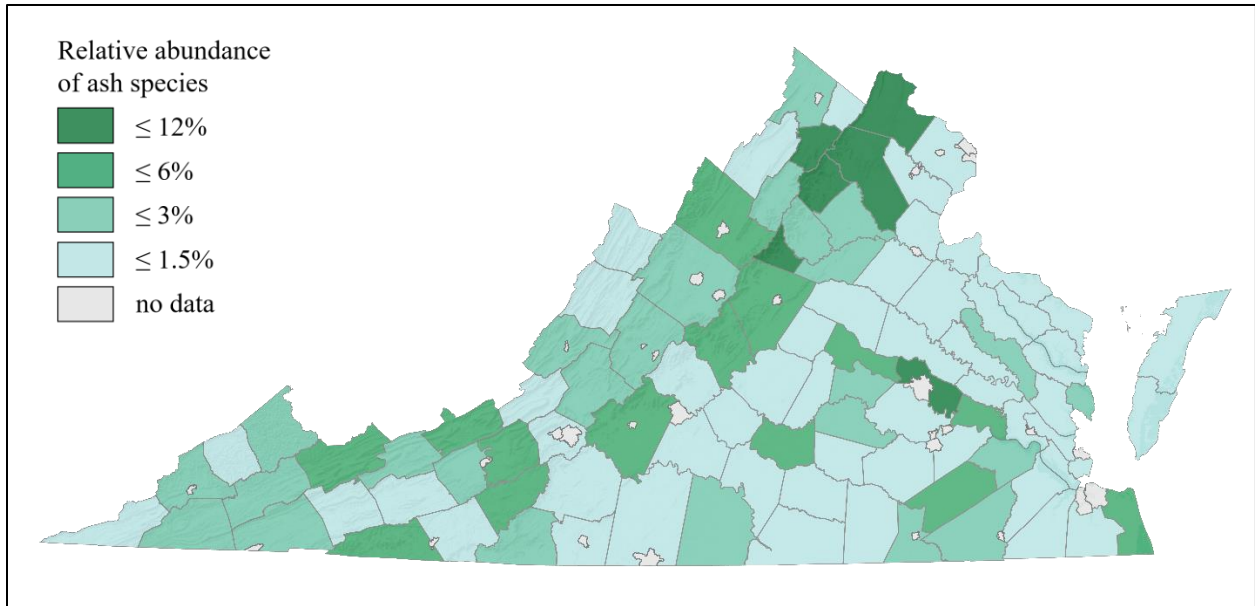 Relative abundance
of ash species
≤ 12%
≤ 6%
≤ 3%
≤ 1.5%
no data